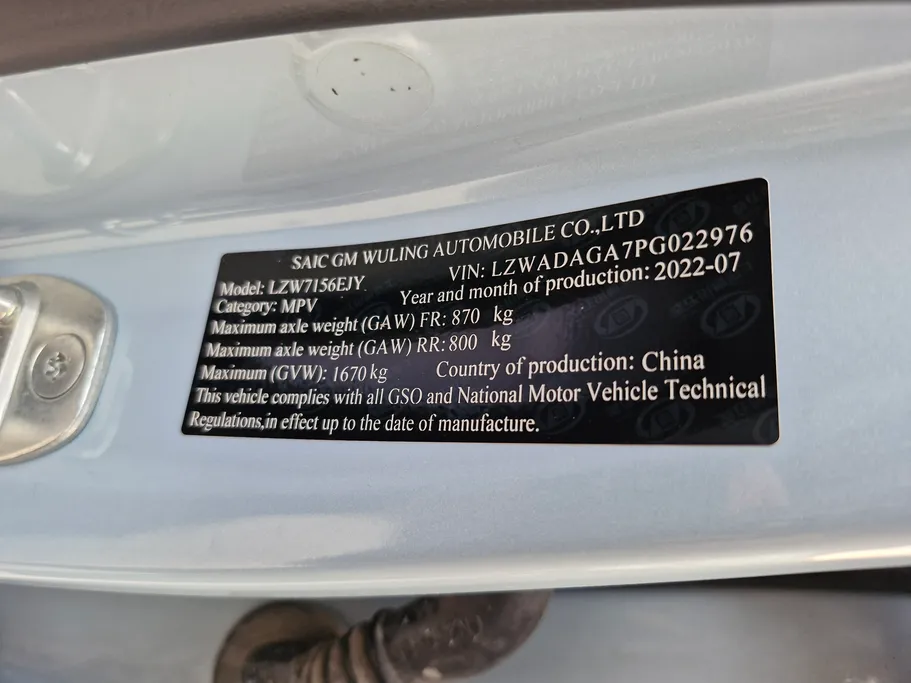 SAIC GM WULING AUTOMOBILE CO.,LTD
Model: LZW7156EJY VIN: LZWADAGA7PG022976
Category: MPV Year and month of production: 2022-07
Maximum axle weight (GAW) FR: 870 kg
Maximum axle weight (GAW) RR: 800 kg
Maximum (GVW): 1670 kg Country of production: China
This vehicle complies with all GSO and National Motor Vehicle Technical
Regulations,in effect up to the date of manufacture.